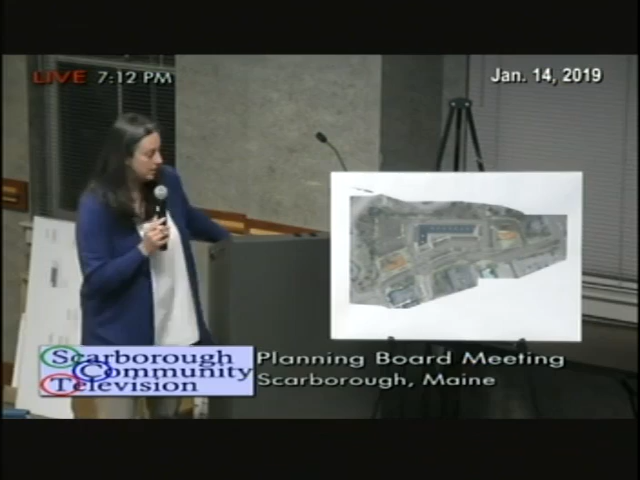 LIVE 7:12 PM
Jan. 14, 2019
Scarborough
Community
Television
Planning Board Meeting
Scarborough, Maine